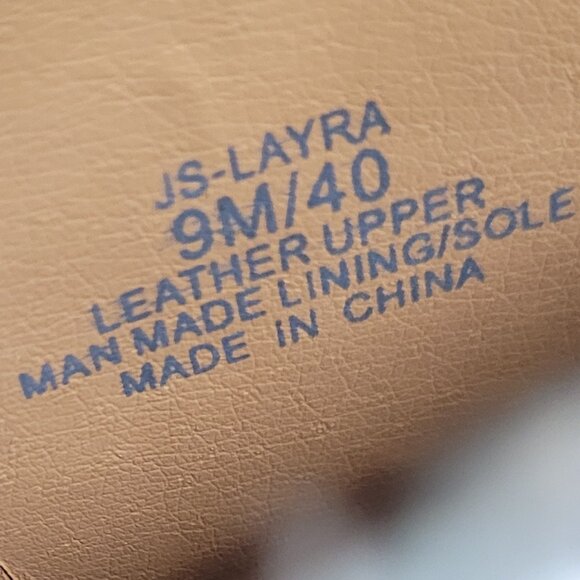 JS-LAYRA
9M/40
LEATHER UPPER
MAN MADE LINING/SOLE
MADE IN CHINA